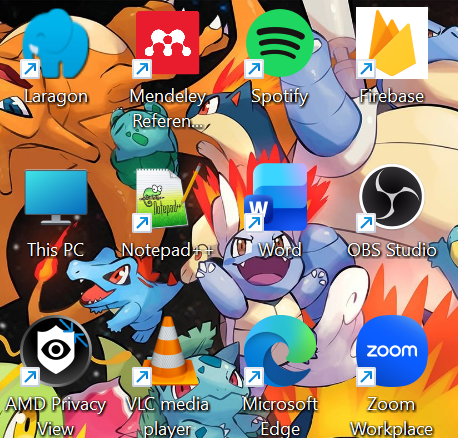 Laragon
Mendeley
Referen...
Spotify
Firebase
Notepad++
W
This PC
Notepad++
Word
OBS Studio
zoom
AMD Privacy
View
VLC media
player
Microsoft
Edge
Zoom
Workplace